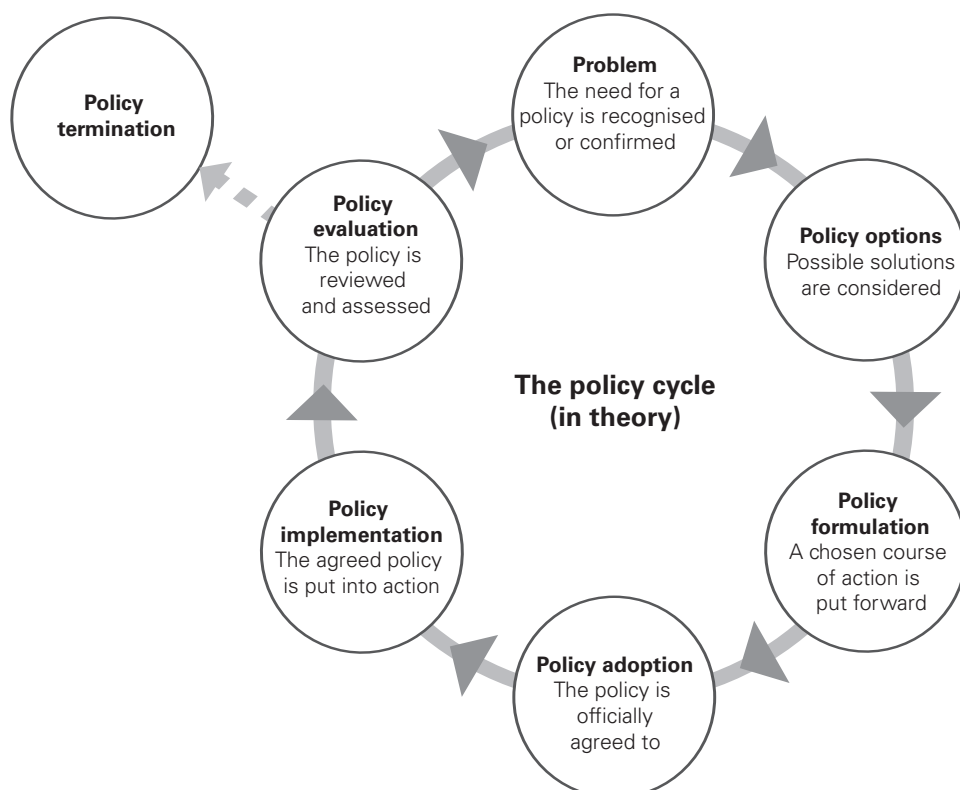 Policy
termination
Problem
The need for a
policy is recognised
or confirmed
Policy options
Possible solutions
are considered
Policy
formulation
A chosen course
of action is
put forward
Policy adoption
The policy is
officially
agreed to
Policy
implementation
The agreed policy
is put into action
Policy
evaluation
The policy is
reviewed
and assessed
The policy cycle
(in theory)